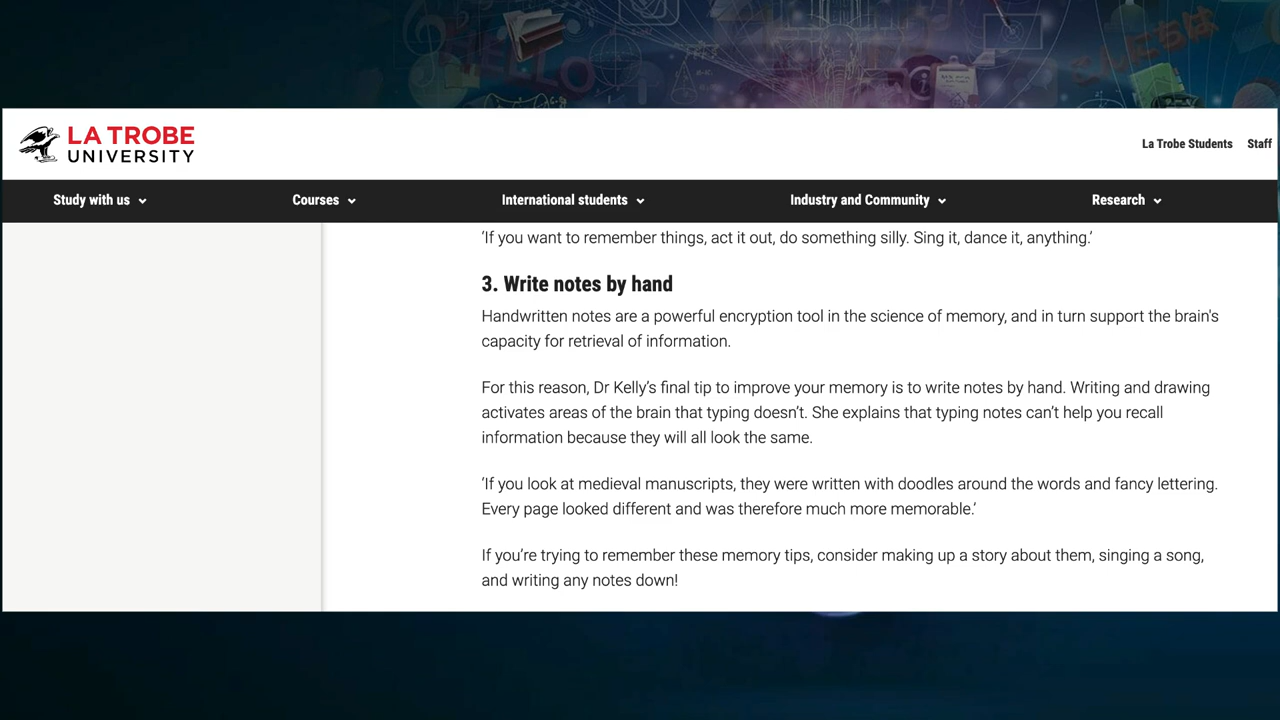 HELLO
こんにちは
LA TROBE
UNIVERSITY
La Trobe Students Staff
Study with us Courses International students Industry and Community Research
‘If you want to remember things, act it out, do something silly. Sing it, dance it, anything.’
3. Write notes by hand
Handwritten notes are a powerful encryption tool in the science of memory, and in turn support the brain's
capacity for retrieval of information.
For this reason, Dr Kelly’s final tip to improve your memory is to write notes by hand. Writing and drawing
activates areas of the brain that typing doesn’t. She explains that typing notes can’t help you recall
information because they will all look the same.
‘If you look at medieval manuscripts, they were written with doodles around the words and fancy lettering.
Every page looked different and was therefore much more memorable.’
If you’re trying to remember these memory tips, consider making up a story about them, singing a song,
and writing any notes down!